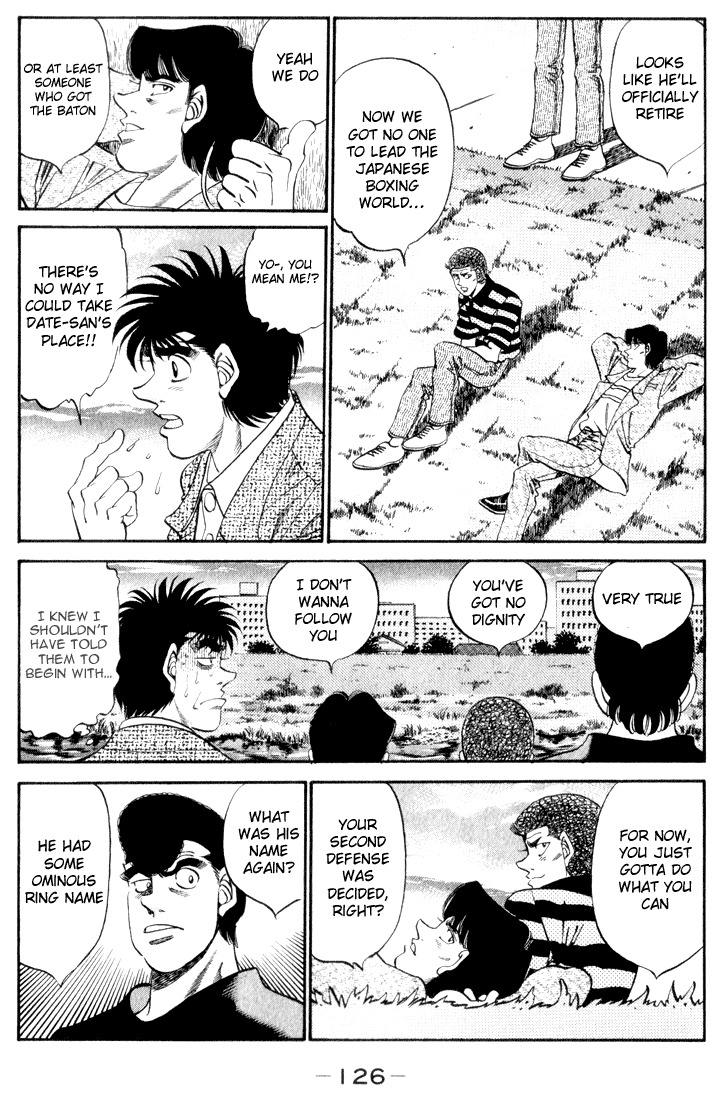 LOOKS
LIKE HE'LL
OFFICIALLY
RETIRE
NOW WE
GOT NO ONE
TO LEAD THE
JAPANESE
BOXING
WORLD...
YEAH
WE DO
OR AT LEAST
SOMEONE
WHO GOT
THE BATON
YO-, YOU
MEAN ME!?
THERE'S
NO WAY I
COULD TAKE
DATE-SAN'S
PLACE!!
VERY TRUE
YOU'VE
GOT NO
DIGNITY
I DON'T
WANNA
FOLLOW
YOU
I KNEW I
SHOULDN'T
HAVE TOLD
THEM TO
BEGIN WITH...
FOR NOW,
YOU JUST
GOTTA DO
WHAT YOU
CAN
YOUR
SECOND
DEFENSE
WAS
DECIDED,
RIGHT?
WHAT
WAS HIS
NAME
AGAIN?
HE HAD
SOME
OMINOUS
RING NAME
— 126 —